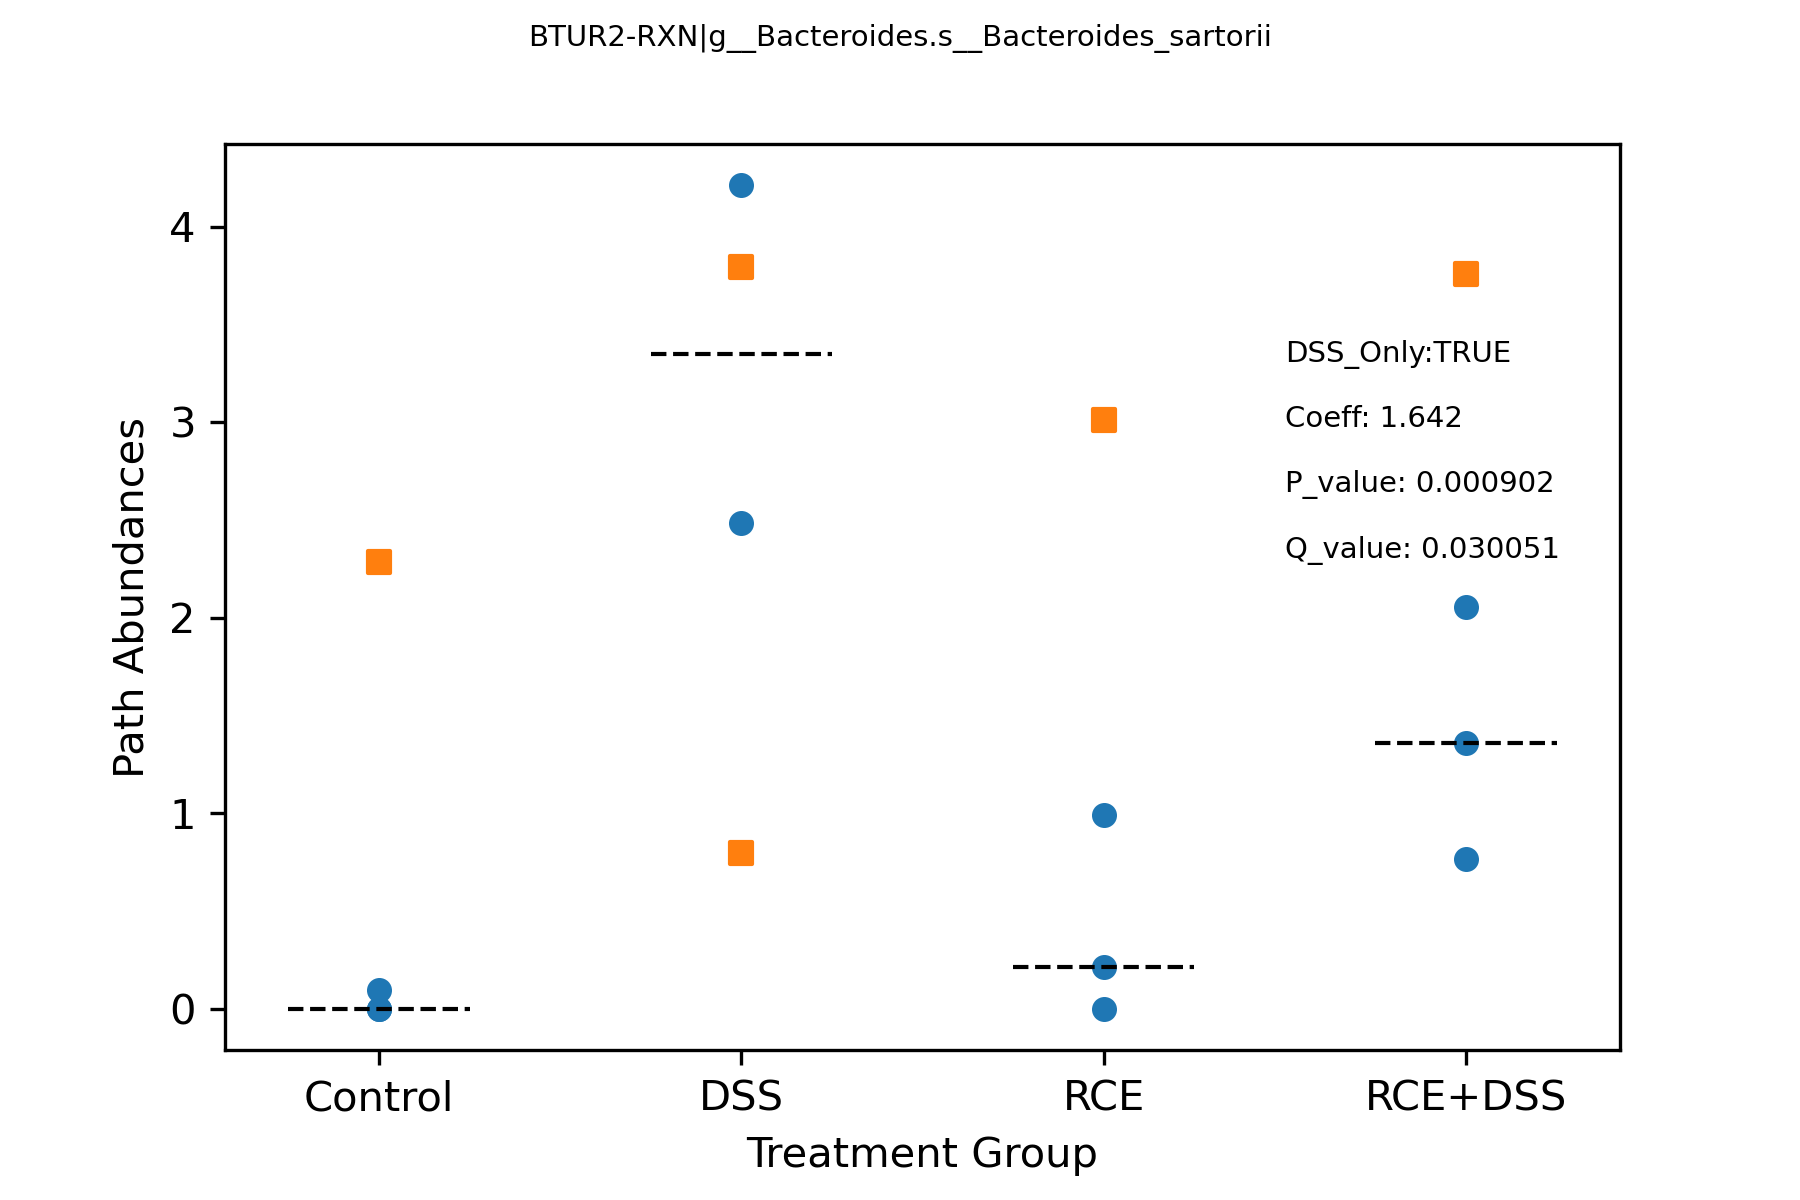 BTUR2-RXN|g__Bacteroides.s__Bacteroides_sartorii
Path Abundances
4
3
2
1
0
DSS_Only:TRUE
Coeff: 1.642
P_value: 0.000902
Q_value: 0.030051
Control
DSS
RCE
RCE+DSS
Treatment Group